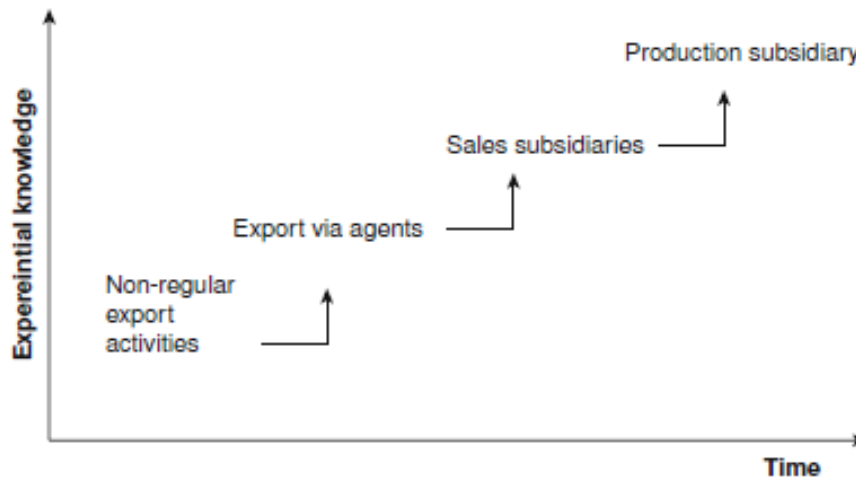 Production subsidiary
Sales subsidiaries
Export via agents
Non-regular
export
activities
Expereintial knowledge
Time